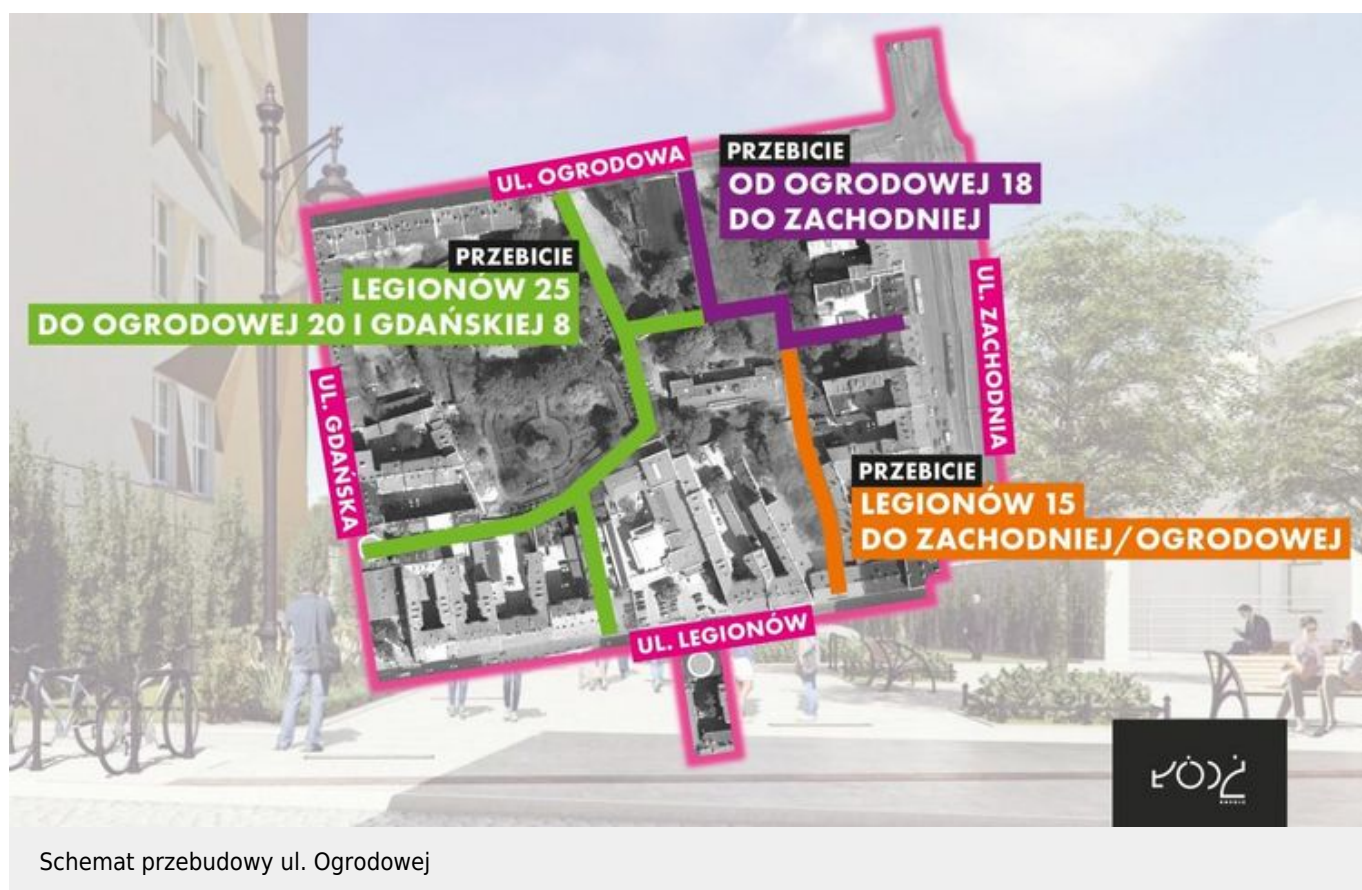 UL. OGRODOWA
PRZEBICIE
OD OGRODOWEJ 18
DO ZACHODNIEJ
PRZEBICIE
LEGIONÓW 25
DO OGRODOWEJ 20 I GDAŃSKIEJ 8
UL. ZACHODNIA
UL. GDAŃSKA
PRZEBICIE
LEGIONÓW 15
DO ZACHODNIEJ/OGRODOWEJ
UL. LEGIONÓW
ŁÓDŹ
Schemat przebudowy ul. Ogrodowej